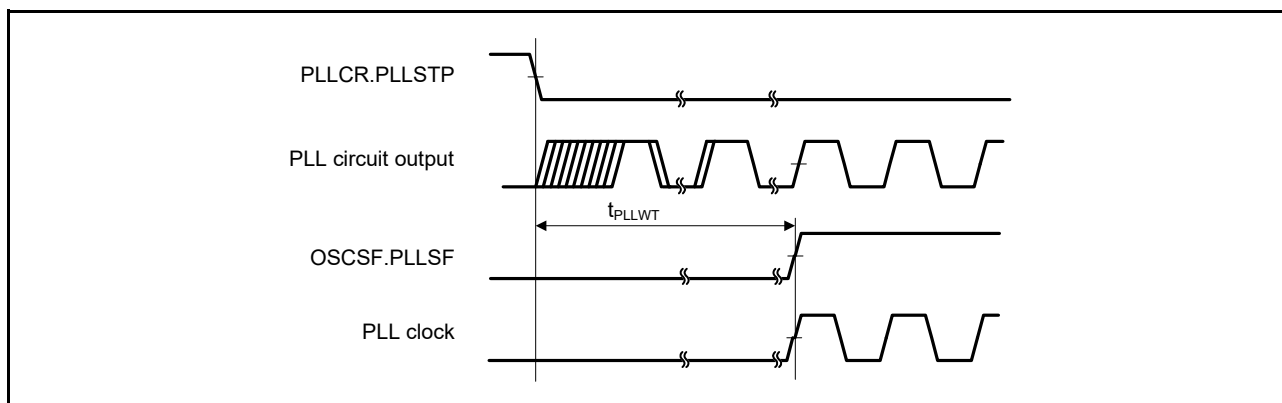 PLLCR.PLLSTP
PLL circuit output
tPLLWT
OSCSF.PLLSF
PLL clock